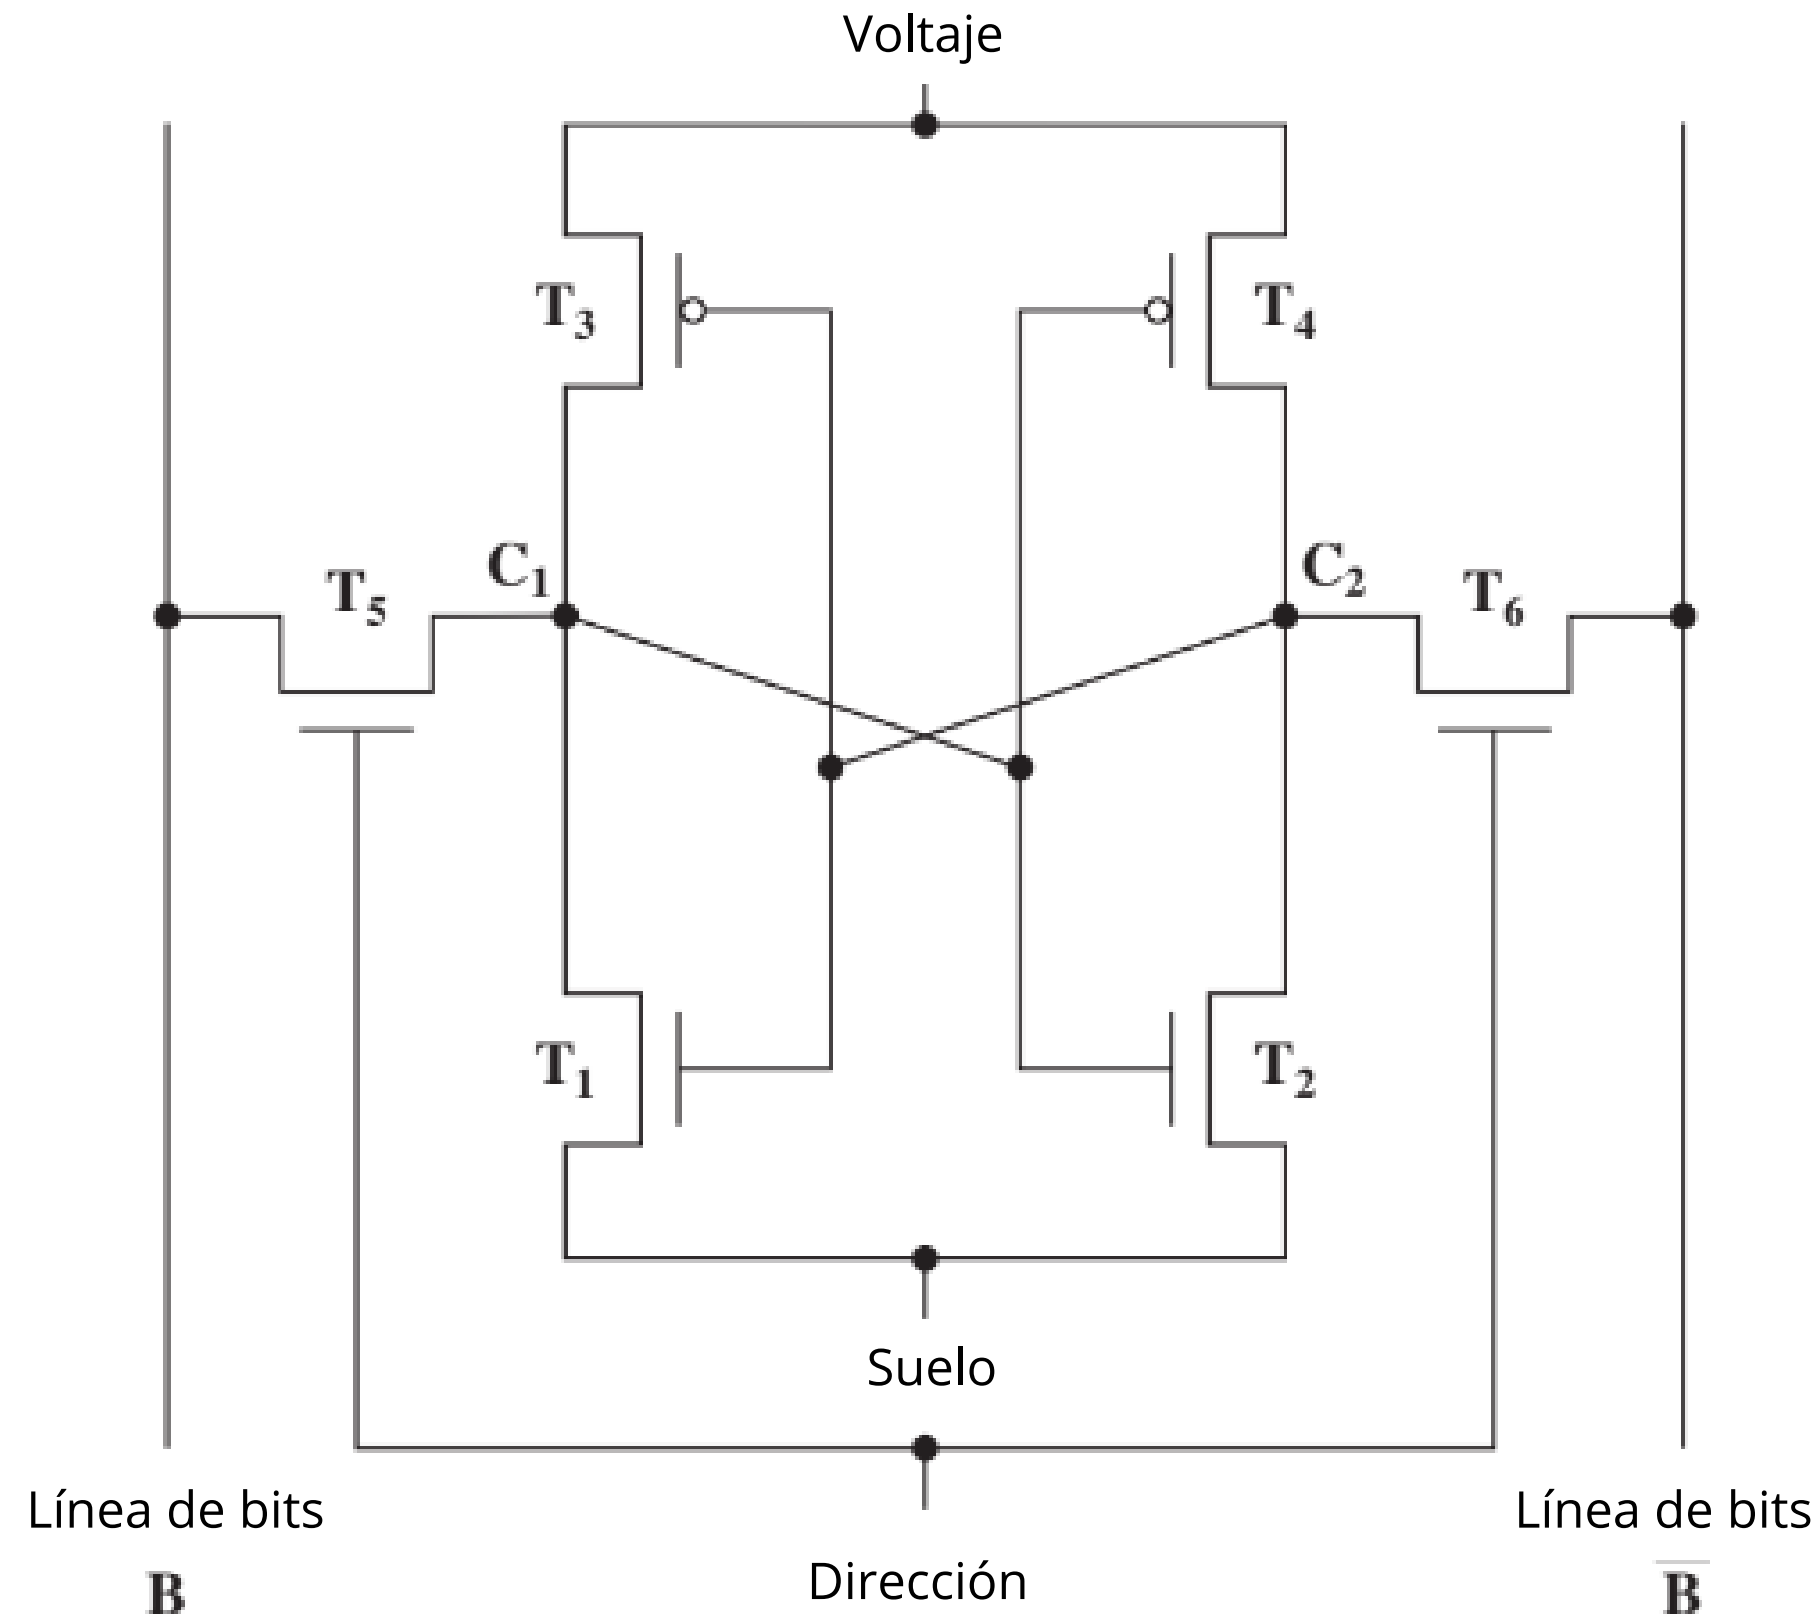 Voltaje
T3
T4
T5
C1
C2
T6
T1
T2
Suelo
Línea de bits
B
Dirección
Línea de bits
B̅